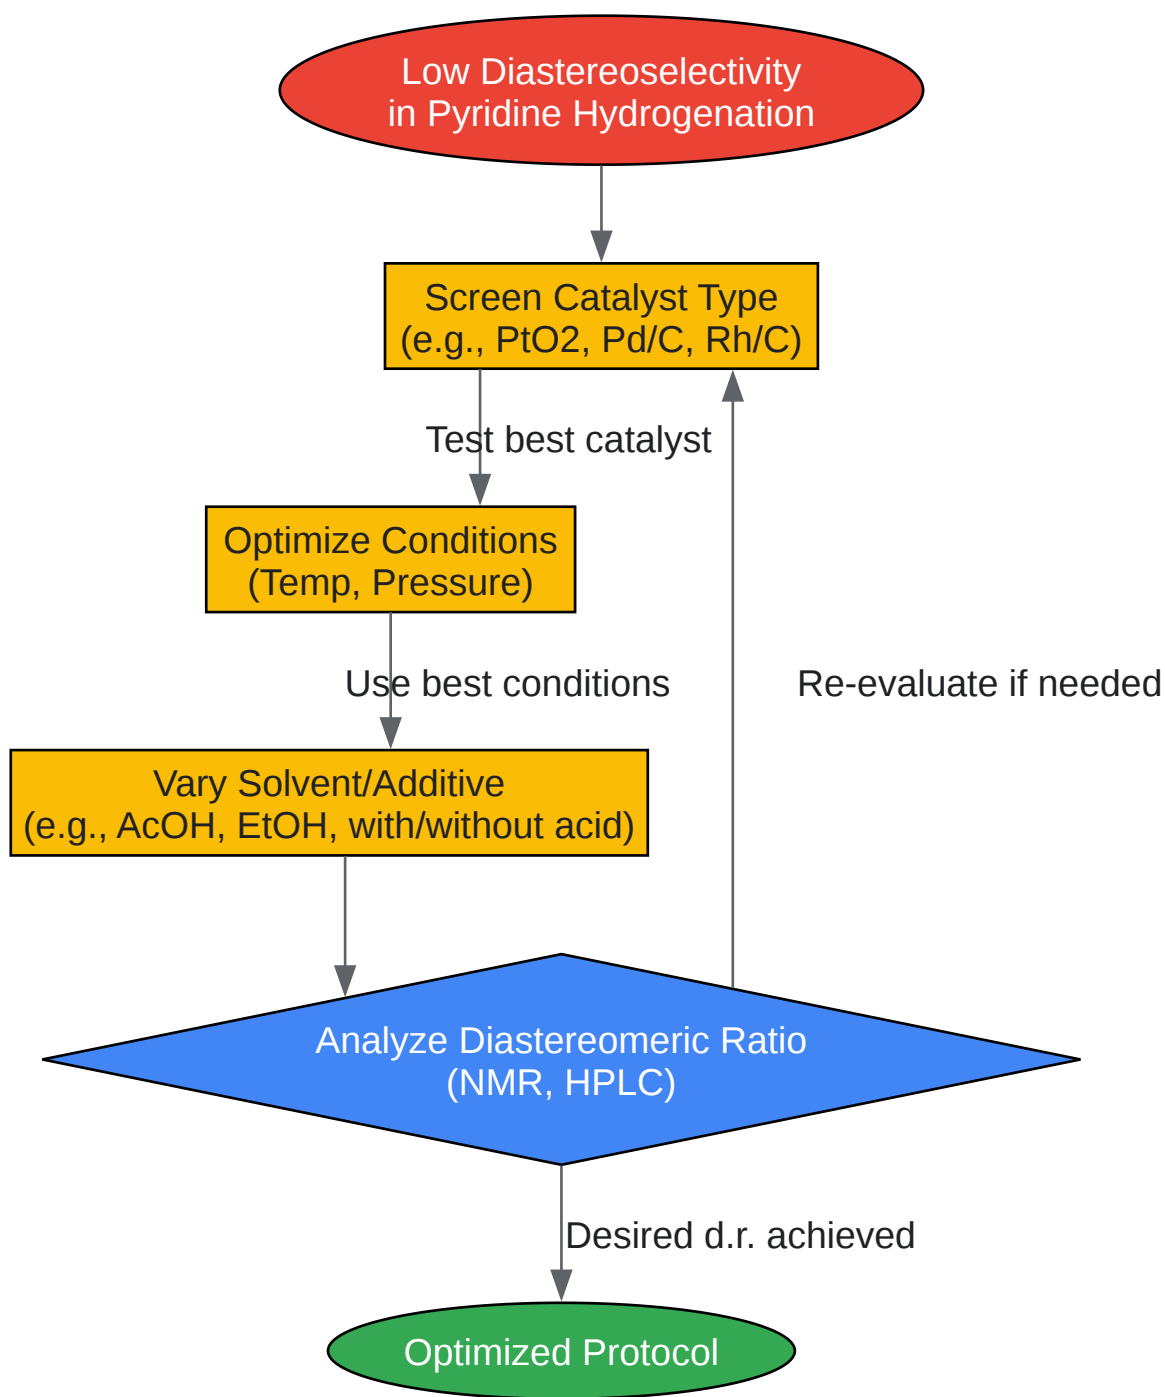 Low Diastereoselectivity
in Pyridine Hydrogenation
Screen Catalyst Type
(e.g., PtO2, Pd/C, Rh/C)
Test best catalyst
Optimize Conditions
(Temp, Pressure)
Use best conditions
Re-evaluate if needed
Vary Solvent/Additive
(e.g., AcOH, EtOH, with/without acid)
Analyze Diastereomeric Ratio
(NMR, HPLC)
Desired d.r. achieved
Optimized Protocol